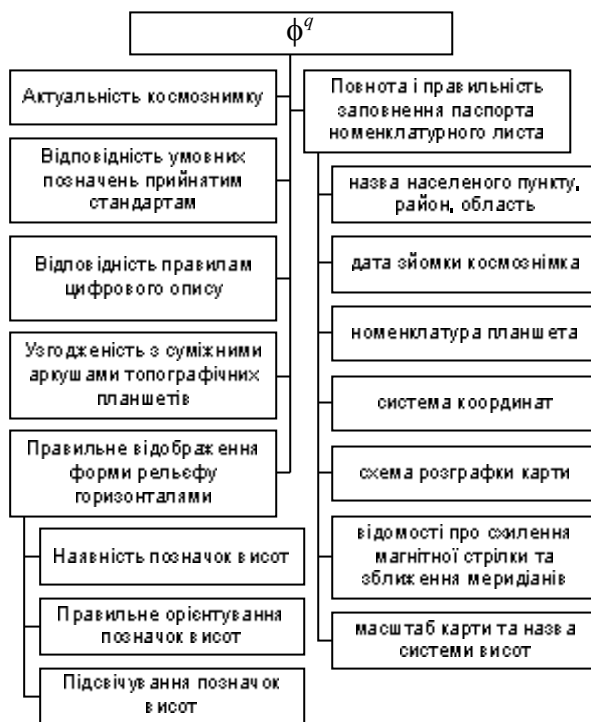 ϕ^q
Актуальність космознимку
Відповідність умовних
позначень прийнятим
стандартам
Відповідність правилам
цифрового опису
Узгодженість з суміжними
аркушами топографічних
планшетів
Правильне відображення
форми рельєфу
горизонталями
Наявність позначок висот
Правильне орієнтування
позначок висот
Підсвічування позначок
висот
Повнота і правильність
заповнення паспорта
номенклатурного листа
назва населеного пункту,
район, область
дата зйомки космознімка
номенклатура планшета
система координат
схема розграфки карти
відомості про схилення
магнітної стрілки та
зближення меридіанів
масштаб карти та назва
системи висот